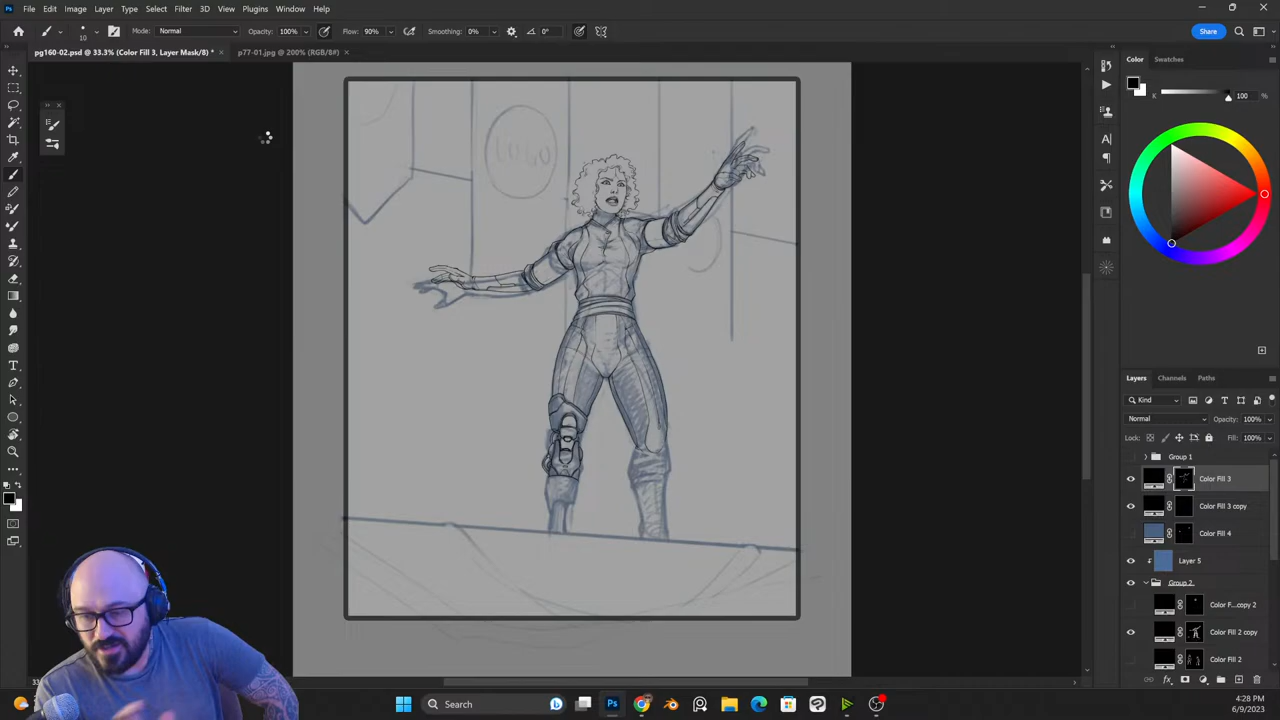 File Edit Image Layer Type Select Filter 3D View Plugins Window Help
10 Mode: Normal Opacity: 100% Flow: 90% Smoothing: 0% 0° Share
pg160-02.psd @ 33.3% (Color Fill 3, Layer Mask/8) * × p77-01.jpg @ 200% (RGB/8#) ×
Color Swatches
K 100 %
LOGO
Layers Channels Paths
Kind
Normal Opacity: 100%
Lock: Fill: 100%
Group 1
Color Fill 3
Color Fill 3 copy
Color Fill 4
Layer 5
Group 2
Color F...copy 2
Color Fill 2 copy
Color Fill 2
Search
4:28 PM
6/9/2023